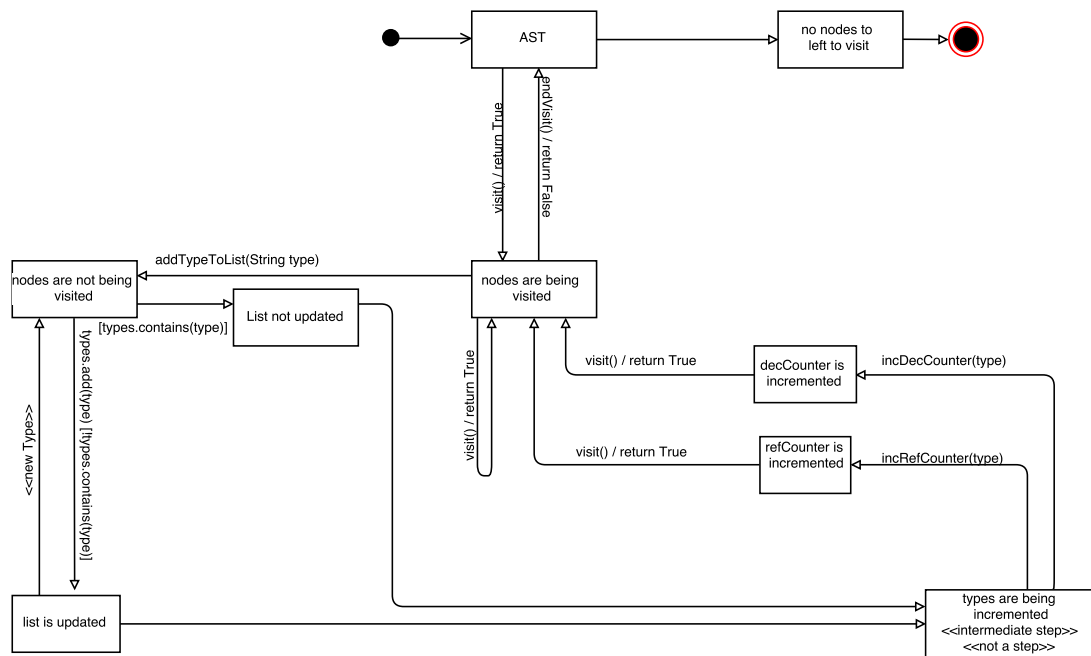 AST
no nodes to
left to visit
visit() / return True
endVisit() / return False
addTypeToList(String type)
nodes are not being
visited
nodes are being
visited
List not updated
[types.contains(type)]
types.add(type) [!types.contains(type)]
<<new Type>>
visit() / return True
visit() / return True
decCounter is
incremented
incDecCounter(type)
visit() / return True
refCounter is
incremented
incRefCounter(type)
list is updated
types are being
incremented
<<intermediate step>>
<<not a step>>